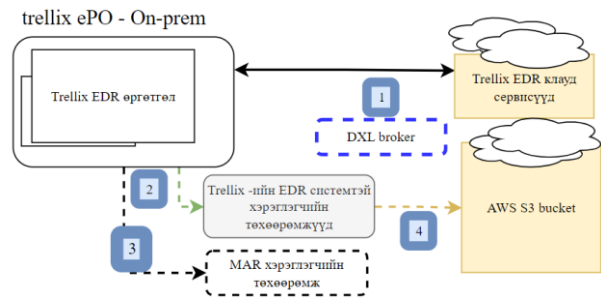 trellix ePO - On-prem
Trellix EDR өргөтгөл
1
Trellix EDR клауд
сервисүүд
DXL broker
2
Trellix -ийн EDR системтэй
хэрэглэгчийн
төхөөрөмжүүд
4
AWS S3 bucket
3
MAR хэрэглэгчийн
төхөөрөмж